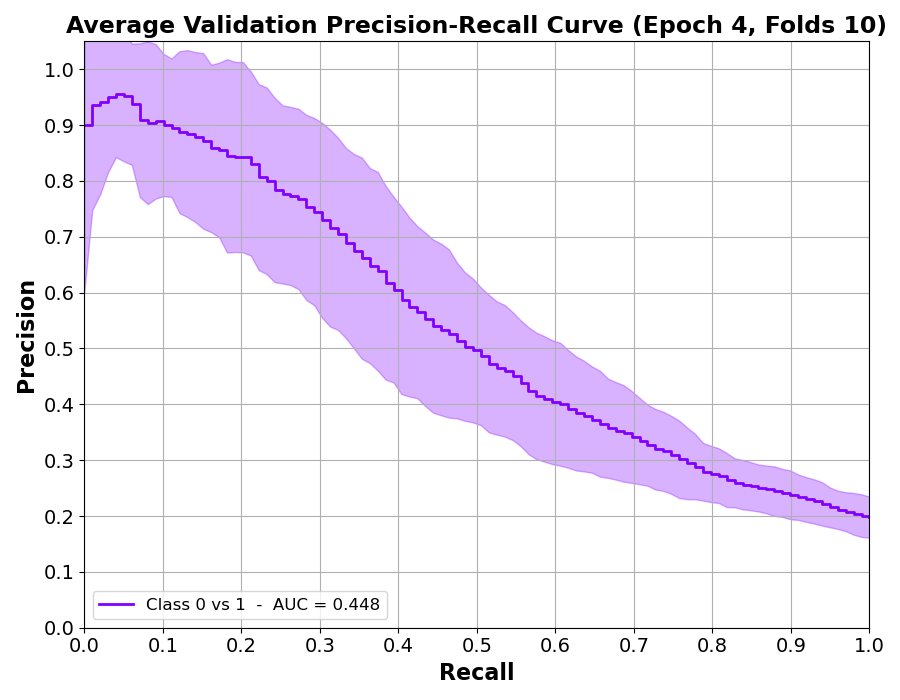 Average Validation Precision-Recall Curve (Epoch 4, Folds 10)
Precision
1.0
0.9
0.8
0.7
0.6
0.5
0.4
0.3
0.2
0.1
0.0
Class 0 vs 1 - AUC = 0.448
0.0 0.1 0.2 0.3 0.4 0.5 0.6 0.7 0.8 0.9 1.0
Recall